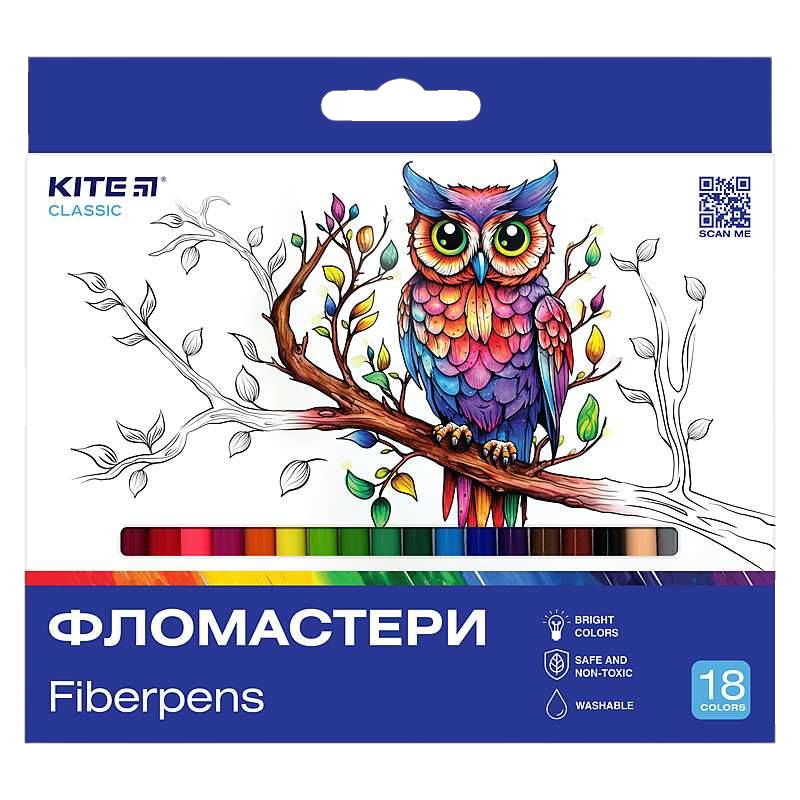 KITE ®
CLASSIC
SCAN ME
ФЛОМАСТЕРИ
Fiberpens
BRIGHT
COLORS
SAFE AND
NON-TOXIC
WASHABLE
18
COLORS